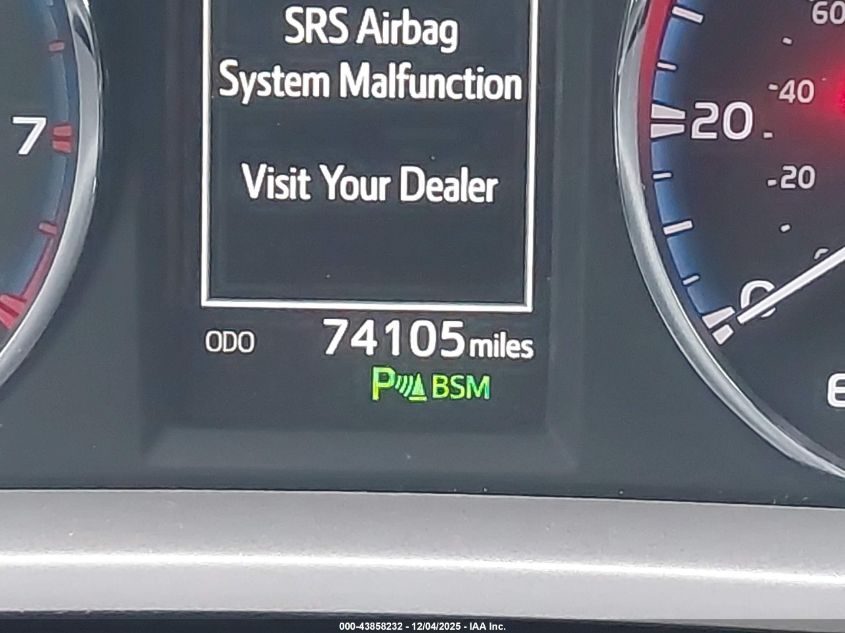 SRS Airbag
System Malfunction
Visit Your Dealer
ODO 74105 miles
P BSM
7
60
40
20
20
0
000-43858232 - 12/04/2025 - IAA Inc.